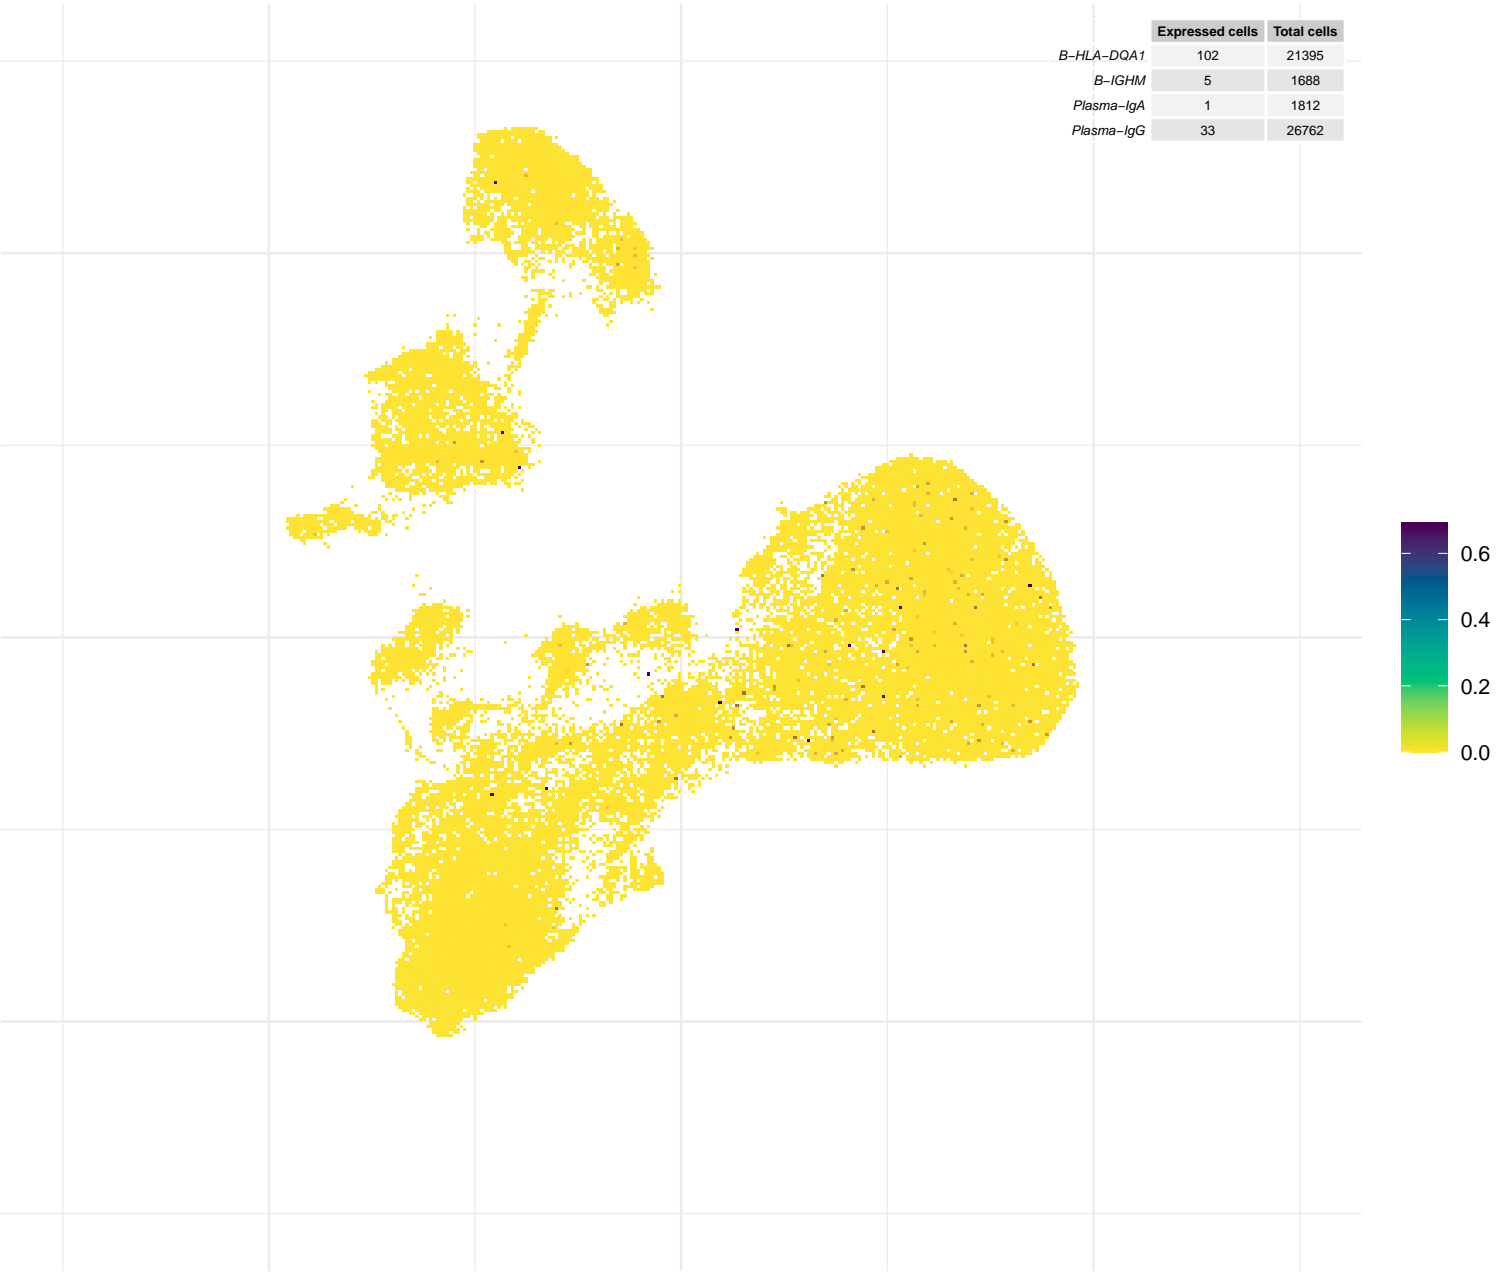 Expressed cells Total cells
B−HLA−DQA1 102 21395
B−IGHM 5 1688
Plasma−IgA 1 1812
Plasma−IgG 33 26762
0.6
0.4
0.2
0.0